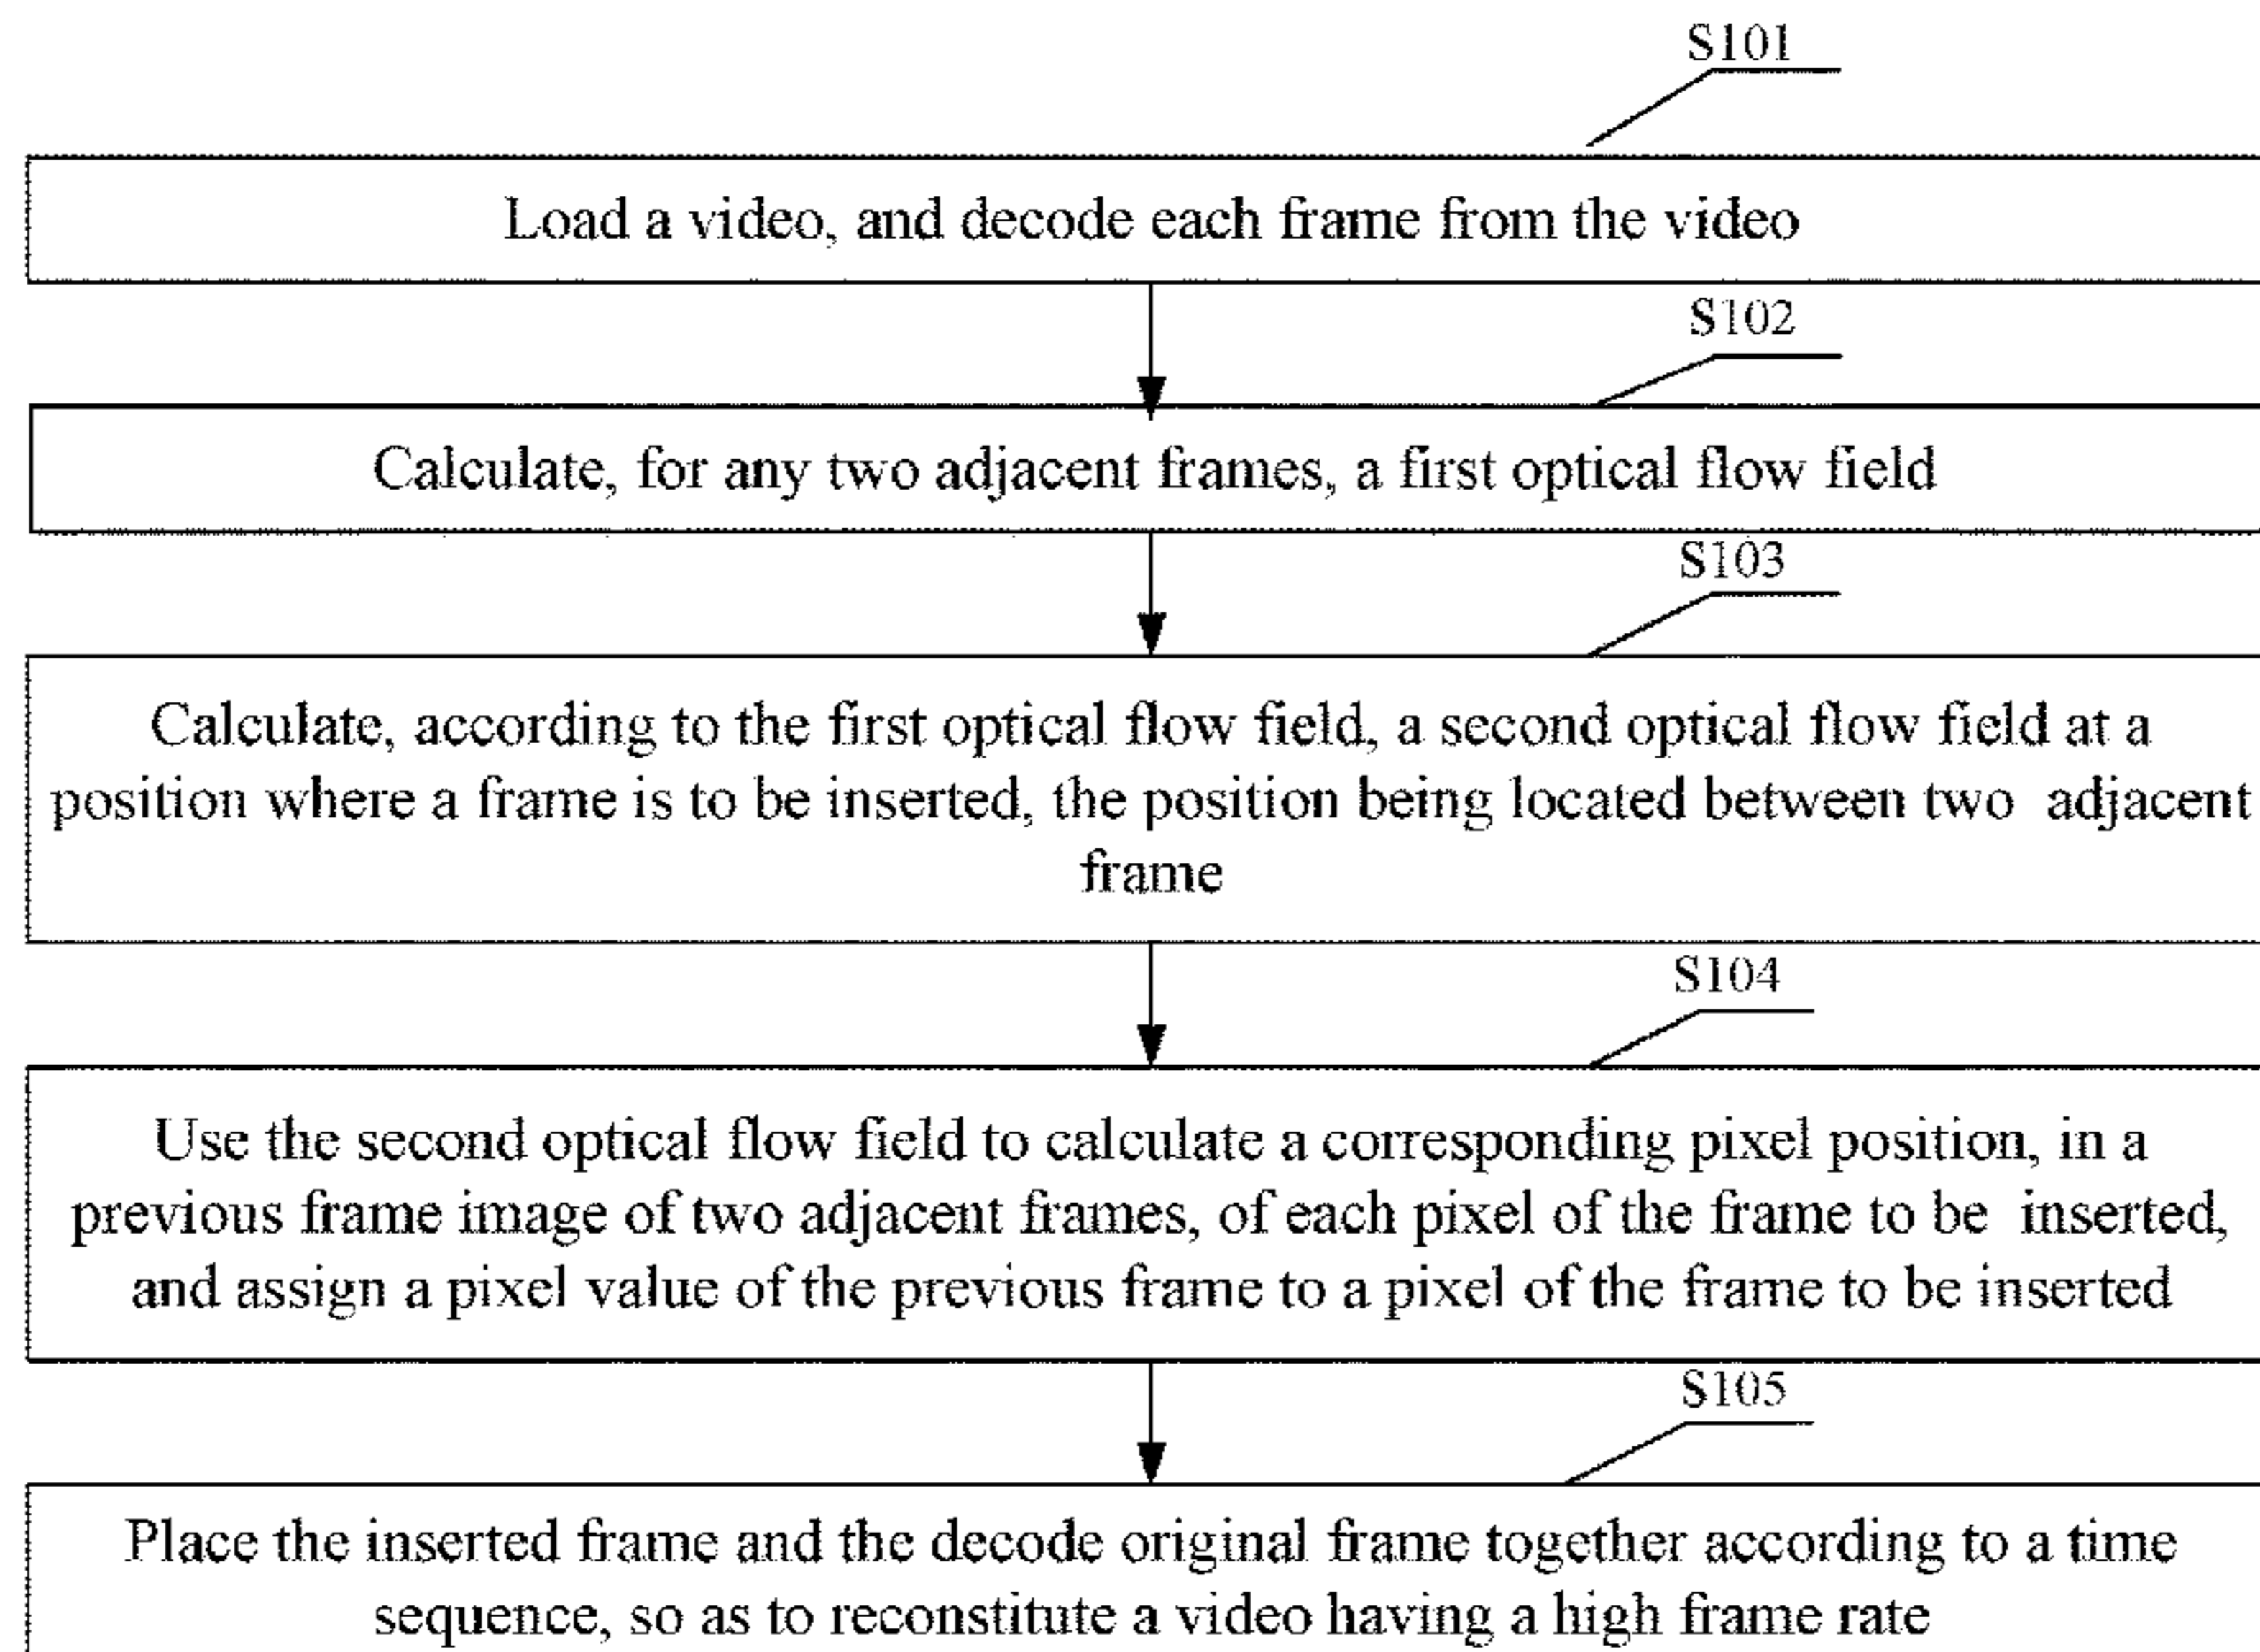 S101
Load a video, and decode each frame from the video
S102
Calculate, for any two adjacent frames, a first optical flow field
S103
Calculate, according to the first optical flow field, a second optical flow field at a
position where a frame is to be inserted, the position being located between two adjacent
frame
S104
Use the second optical flow field to calculate a corresponding pixel position, in a
previous frame image of two adjacent frames, of each pixel of the frame to be inserted,
and assign a pixel value of the previous frame to a pixel of the frame to be inserted
S105
Place the inserted frame and the decode original frame together according to a time
sequence, so as to reconstitute a video having a high frame rate